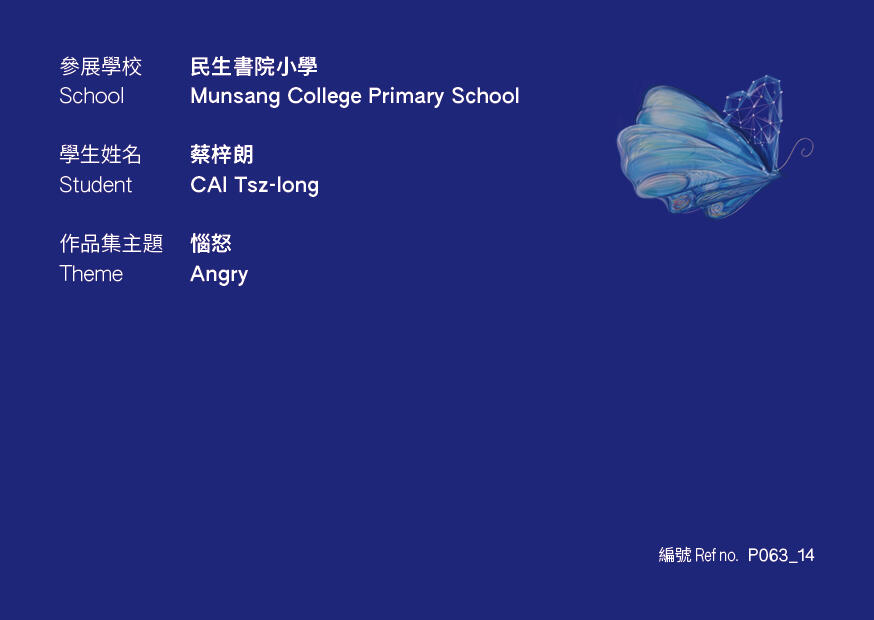 參展學校 民生書院小學
School Munsang College Primary School
學生姓名 蔡梓朗
Student CAI Tsz-long
作品集主題 惱怒
Theme Angry
編號 Ref no. P063_14